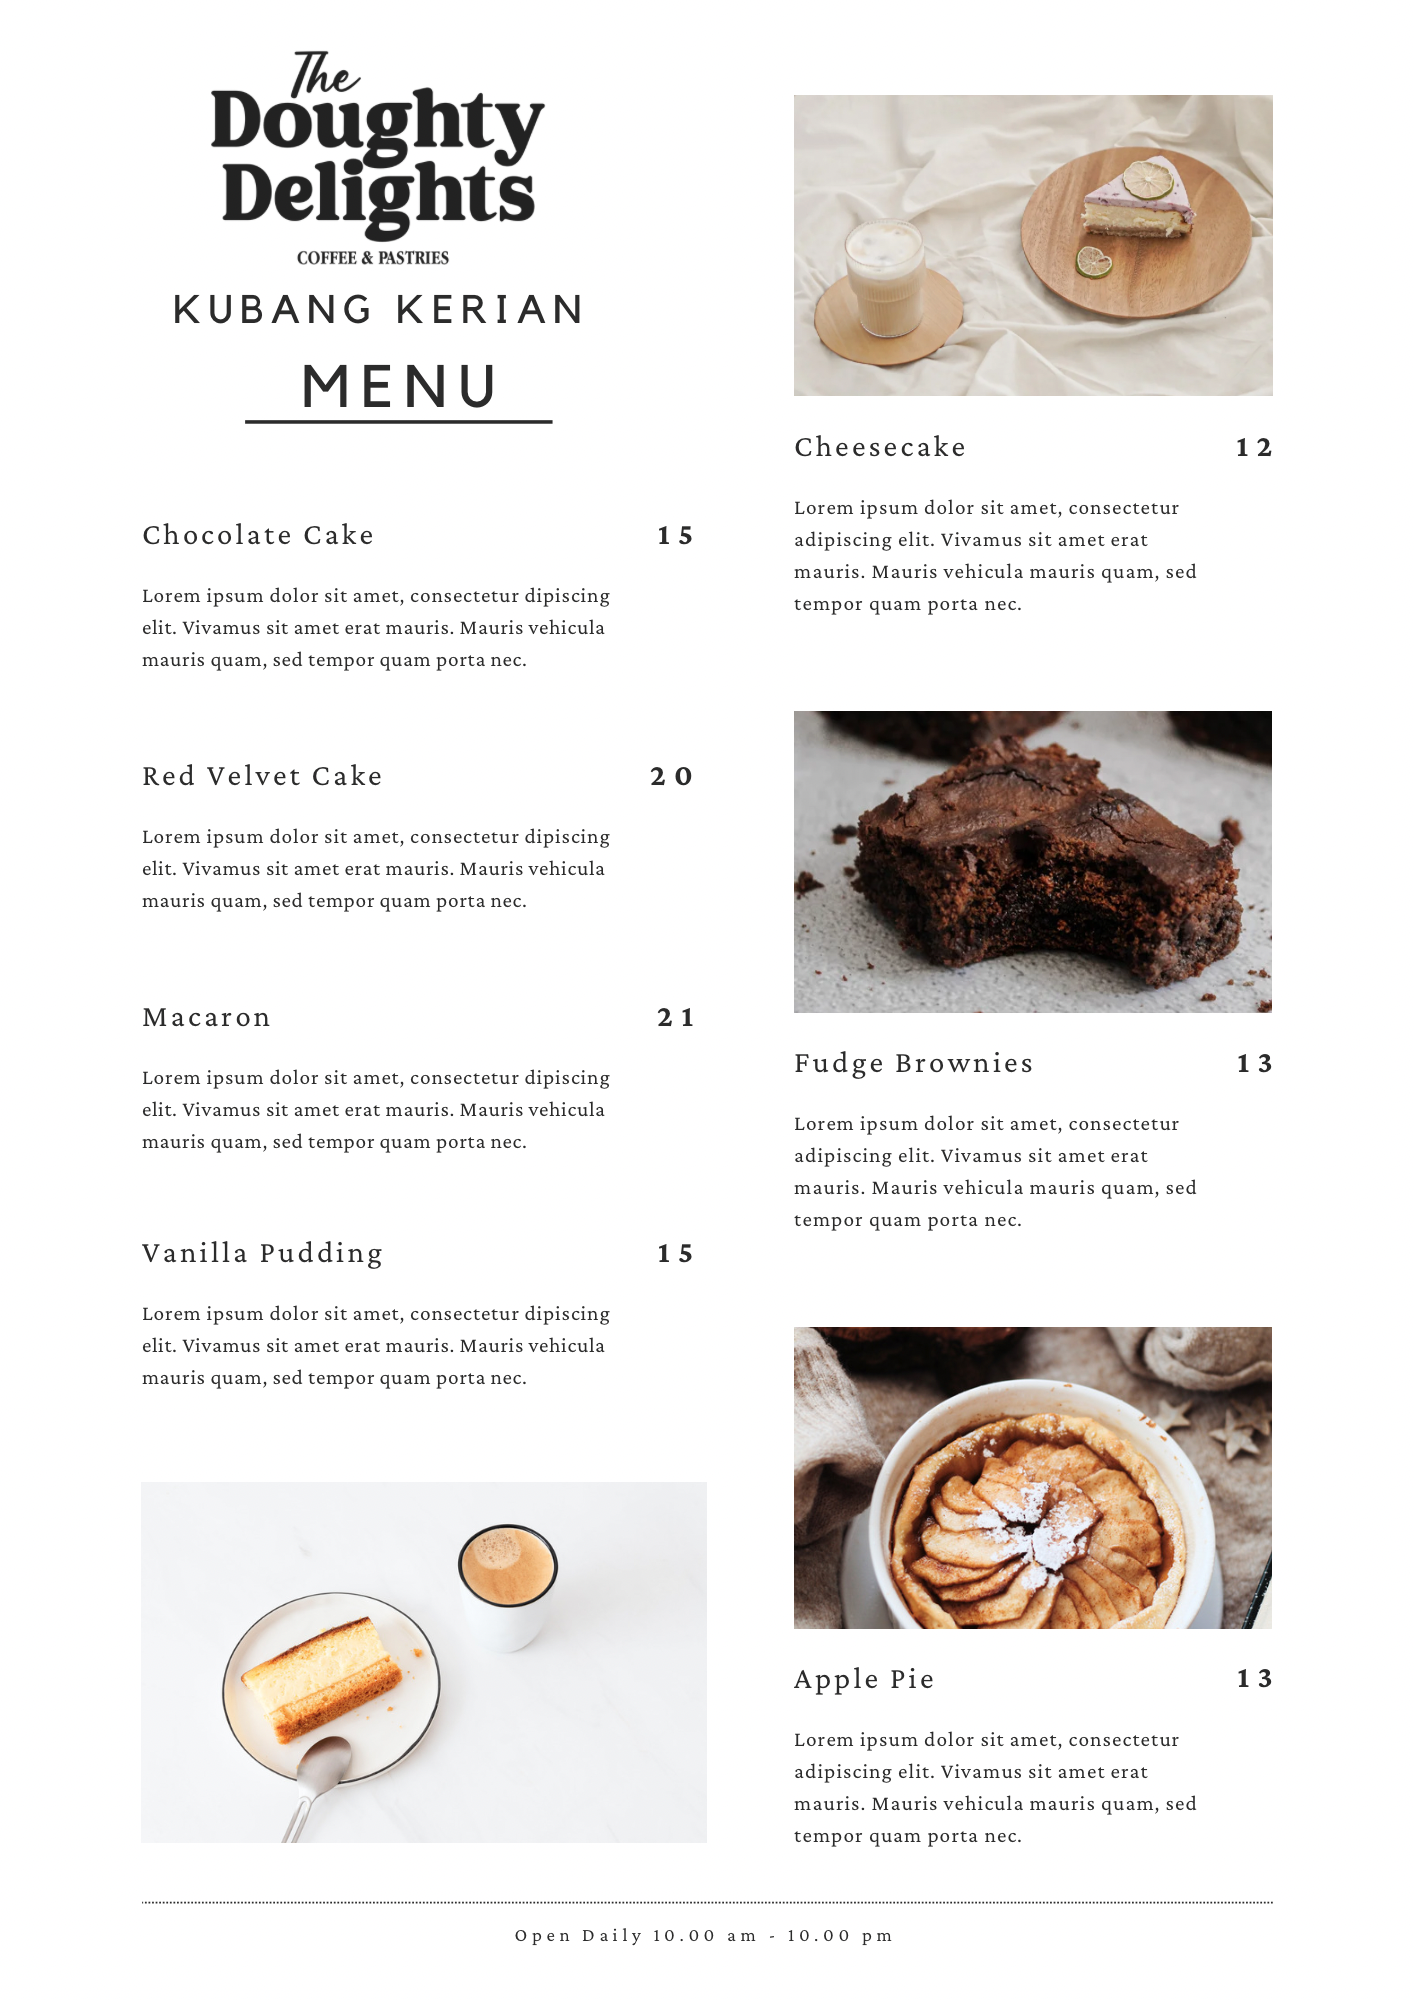 The
Doughty
Delights
COFFEE & PASTRIES
KUBANG KERIAN
MENU
Chocolate Cake 15
Lorem ipsum dolor sit amet, consectetur dipiscing
elit. Vivamus sit amet erat mauris. Mauris vehicula
mauris quam, sed tempor quam porta nec.
Red Velvet Cake 20
Lorem ipsum dolor sit amet, consectetur dipiscing
elit. Vivamus sit amet erat mauris. Mauris vehicula
mauris quam, sed tempor quam porta nec.
Macaron 21
Lorem ipsum dolor sit amet, consectetur dipiscing
elit. Vivamus sit amet erat mauris. Mauris vehicula
mauris quam, sed tempor quam porta nec.
Vanilla Pudding 15
Lorem ipsum dolor sit amet, consectetur dipiscing
elit. Vivamus sit amet erat mauris. Mauris vehicula
mauris quam, sed tempor quam porta nec.
Cheesecake 12
Lorem ipsum dolor sit amet, consectetur
adipiscing elit. Vivamus sit amet erat
mauris. Mauris vehicula mauris quam, sed
tempor quam porta nec.
Fudge Brownies 13
Lorem ipsum dolor sit amet, consectetur
adipiscing elit. Vivamus sit amet erat
mauris. Mauris vehicula mauris quam, sed
tempor quam porta nec.
Apple Pie 13
Lorem ipsum dolor sit amet, consectetur
adipiscing elit. Vivamus sit amet erat
mauris. Mauris vehicula mauris quam, sed
tempor quam porta nec.
Open Daily 10.00 am - 10.00 pm